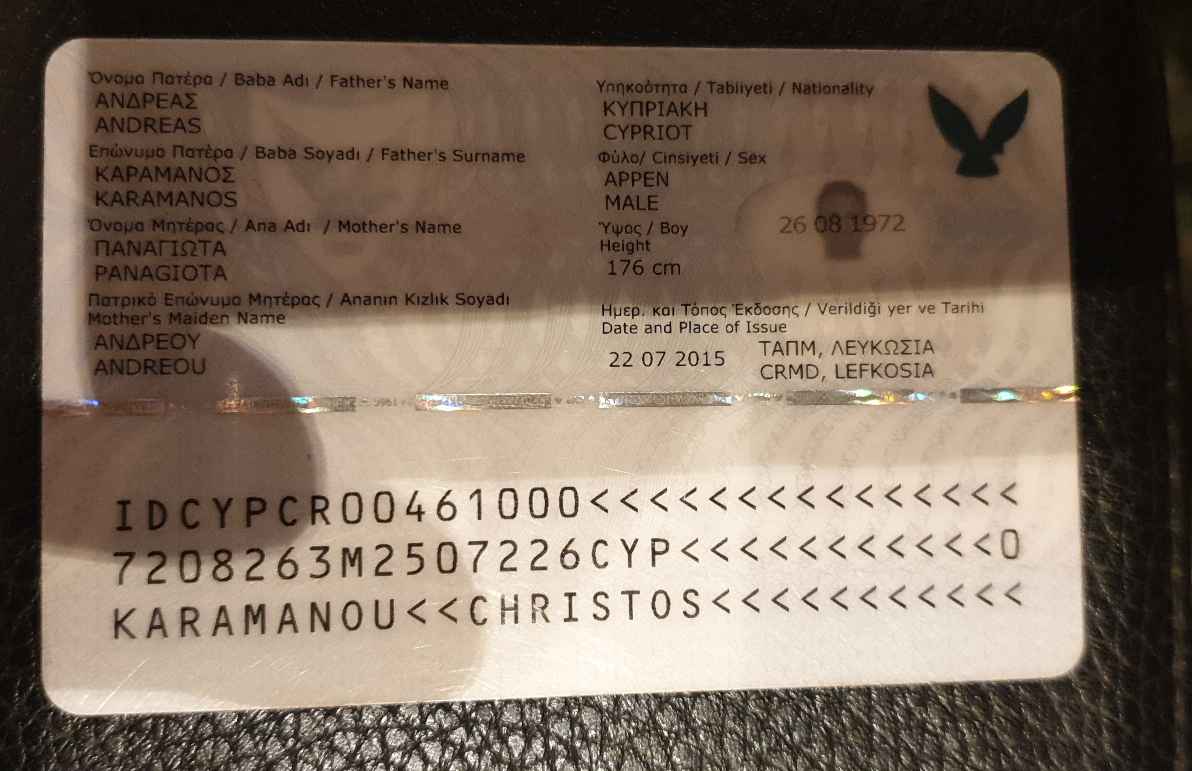 Όνομα Πατέρα / Baba Adı / Father's Name
ΑΝΔΡΕΑΣ
ANDREAS
Επώνυμο Πατέρα / Baba Soyadı / Father's Surname
ΚΑΡΑΜΑΝΟΣ
KARAMANOS
Όνομα Μητέρας / Ana Adı / Mother's Name
ΠΑΝΑΓΙΩΤΑ
PANAGIOTA
Πατρικό Επώνυμο Μητέρας / Ananın Kızlık Soyadı
Mother's Maiden Name
ΑΝΔΡΕΟΥ
ANDREOU
Υπηκοότητα / Tabliyeti / Nationality
ΚΥΠΡΙΑΚΗ
CYPRIOT
Φύλο/ Cinsiyeti / Sex
ΑΡΡΕΝ
MALE
Ύψος / Boy
Height
176 cm
26 08 1972
Ημερ. και Τόπος Έκδοσης / Verildiği yer ve Tarihi
Date and Place of Issue
22 07 2015
ΤΑΠΜ, ΛΕΥΚΩΣΙΑ
CRMD, LEFKOSIA
IDCYPCR00461000<<<<<<<<<<<<<<<
7208263M2507226CYP<<<<<<<<<<<0
KARAMANOU<<CHRISTOS<<<<<<<<<<<